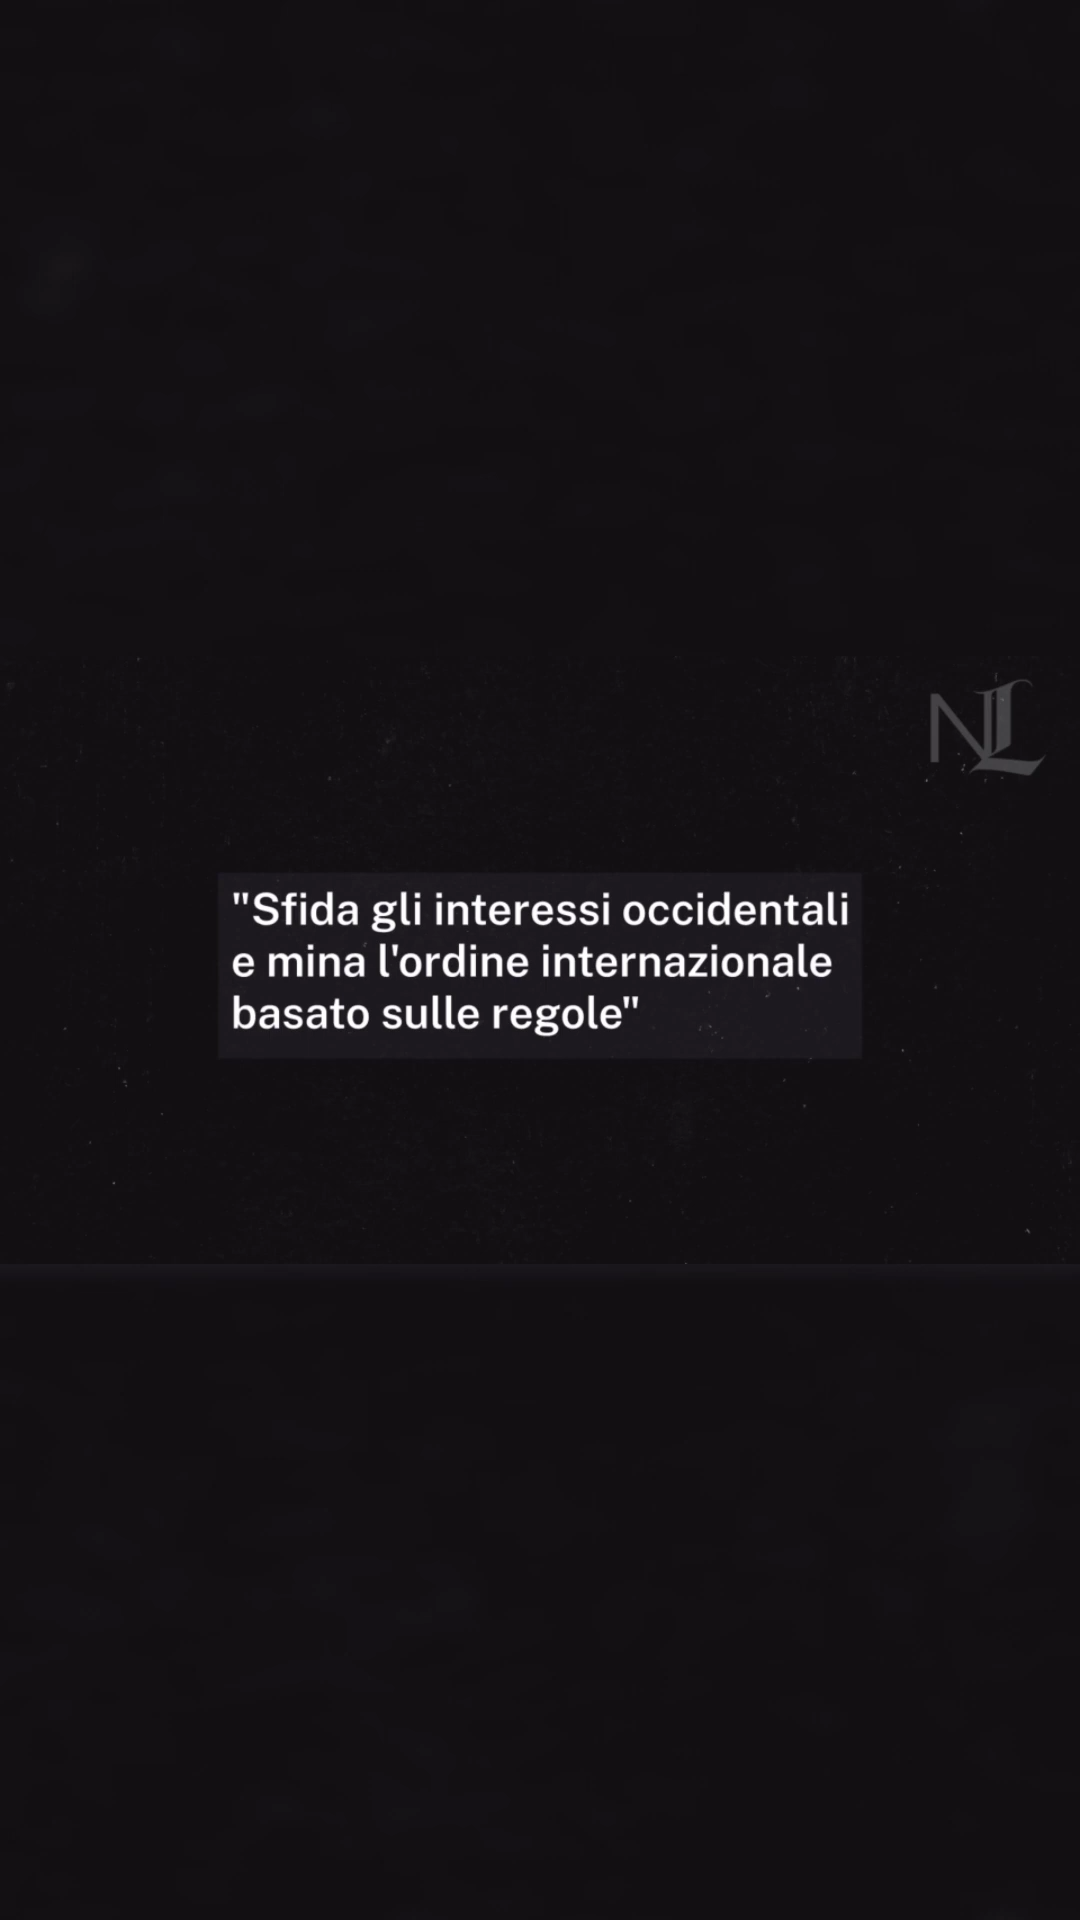 NL
"Sfida gli interessi occidentali
e mina l'ordine internazionale
basato sulle regole"